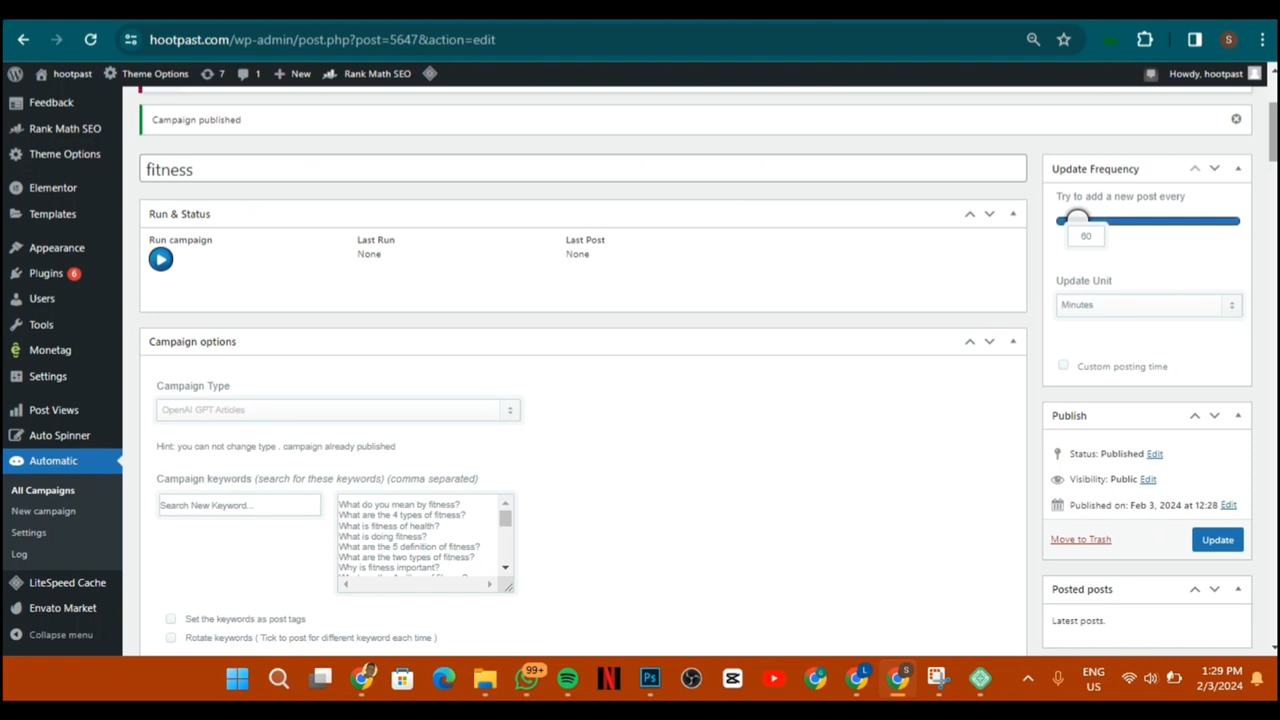 hootpast.com/wp-admin/post.php?post=5647&action=edit
S
hootpast
Theme Options
7
1
New
Rank Math SEO
Howdy, hootpast
Feedback
Rank Math SEO
Theme Options
Elementor
Templates
Appearance
Plugins 6
Users
Tools
Monetag
Settings
Post Views
Auto Spinner
Automatic
All Campaigns
New campaign
Settings
Log
LiteSpeed Cache
Envato Market
Collapse menu
Campaign published
fitness
Run & Status
Run campaign
Last Run
None
Last Post
None
Campaign options
Campaign Type
OpenAI GPT Articles
Hint: you can not change type . campaign already published
Campaign keywords (search for these keywords) (comma separated)
Search New Keyword...
What do you mean by fitness?
What are the 4 types of fitness?
What is fitness of health?
What is doing fitness?
What are the 5 definition of fitness?
What are the two types of fitness?
Why is fitness important?
Set the keywords as post tags
Rotate keywords ( Tick to post for different keyword each time )
Update Frequency
Try to add a new post every
60
Update Unit
Minutes
Custom posting time
Publish
Status: Published Edit
Visibility: Public Edit
Published on: Feb 3, 2024 at 12:28 Edit
Move to Trash
Update
Posted posts
Latest posts.
99+
Ps
N
L
S
ENG
US
1:29 PM
2/3/2024